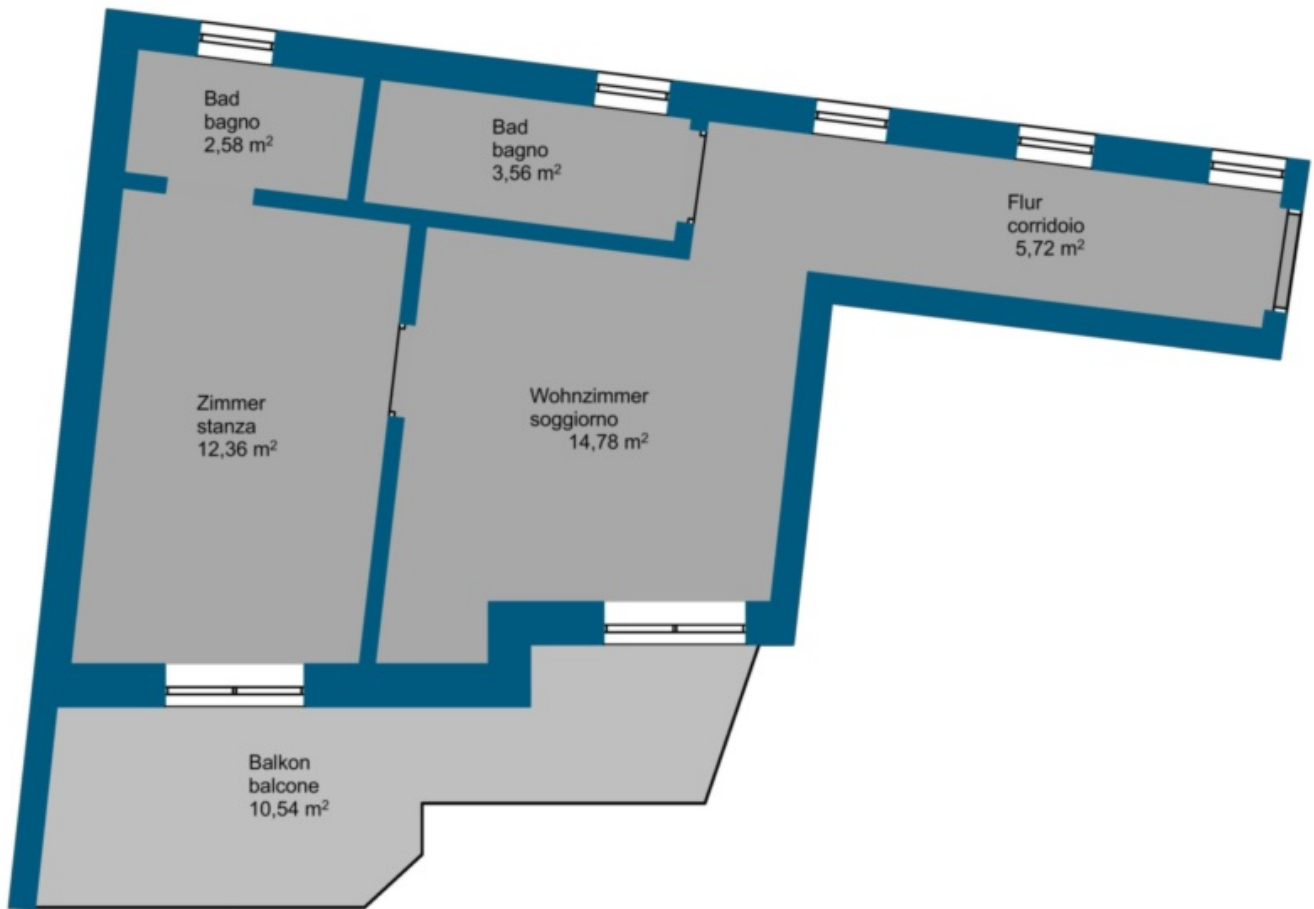 Bad
bagno
2,58 m²
Bad
bagno
3,56 m²
Flur
corridoio
5,72 m²
Zimmer
stanza
12,36 m²
Wohnzimmer
soggiorno
14,78 m²
Balkon
balcone
10,54 m²